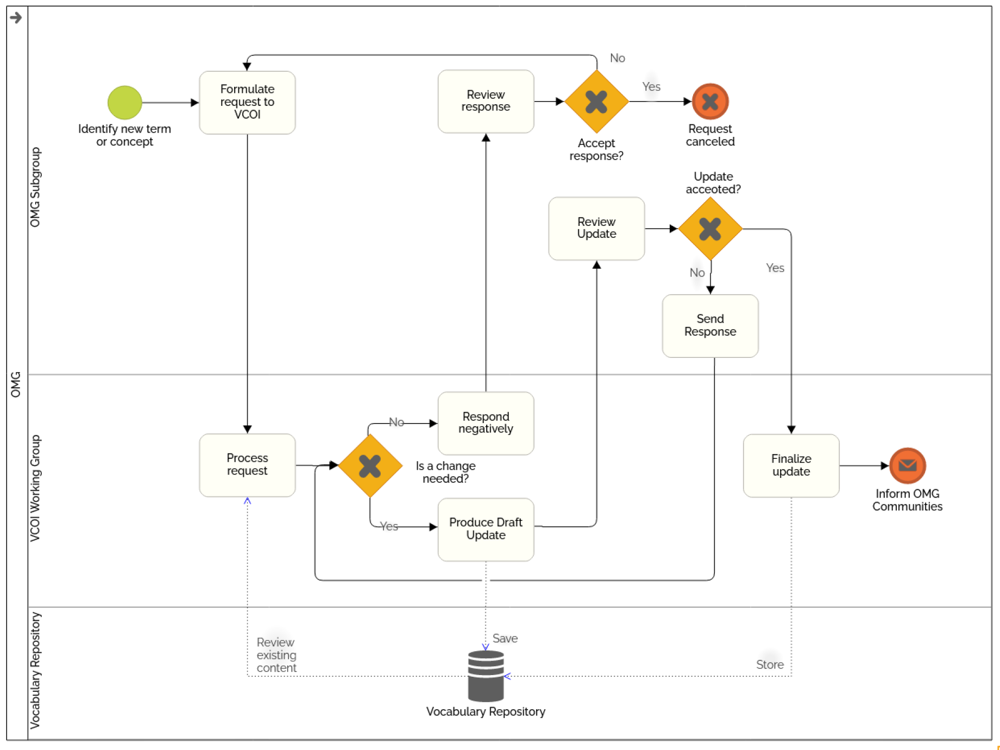 OMG
OMG Subgroup
Identify new term
or concept
Formulate
request to
VCOI
Review
response
No
Yes
Accept
response?
Request
canceled
Update
acceoted?
Review
Update
No
Yes
Send
Response
VCOI Working Group
Process
request
No
Respond
negatively
Is a change
needed?
Yes
Produce Draft
Update
Finalize
update
Inform OMG
Communities
Vocabulary Repository
Review
existing
content
Save
Store
Vocabulary Repository